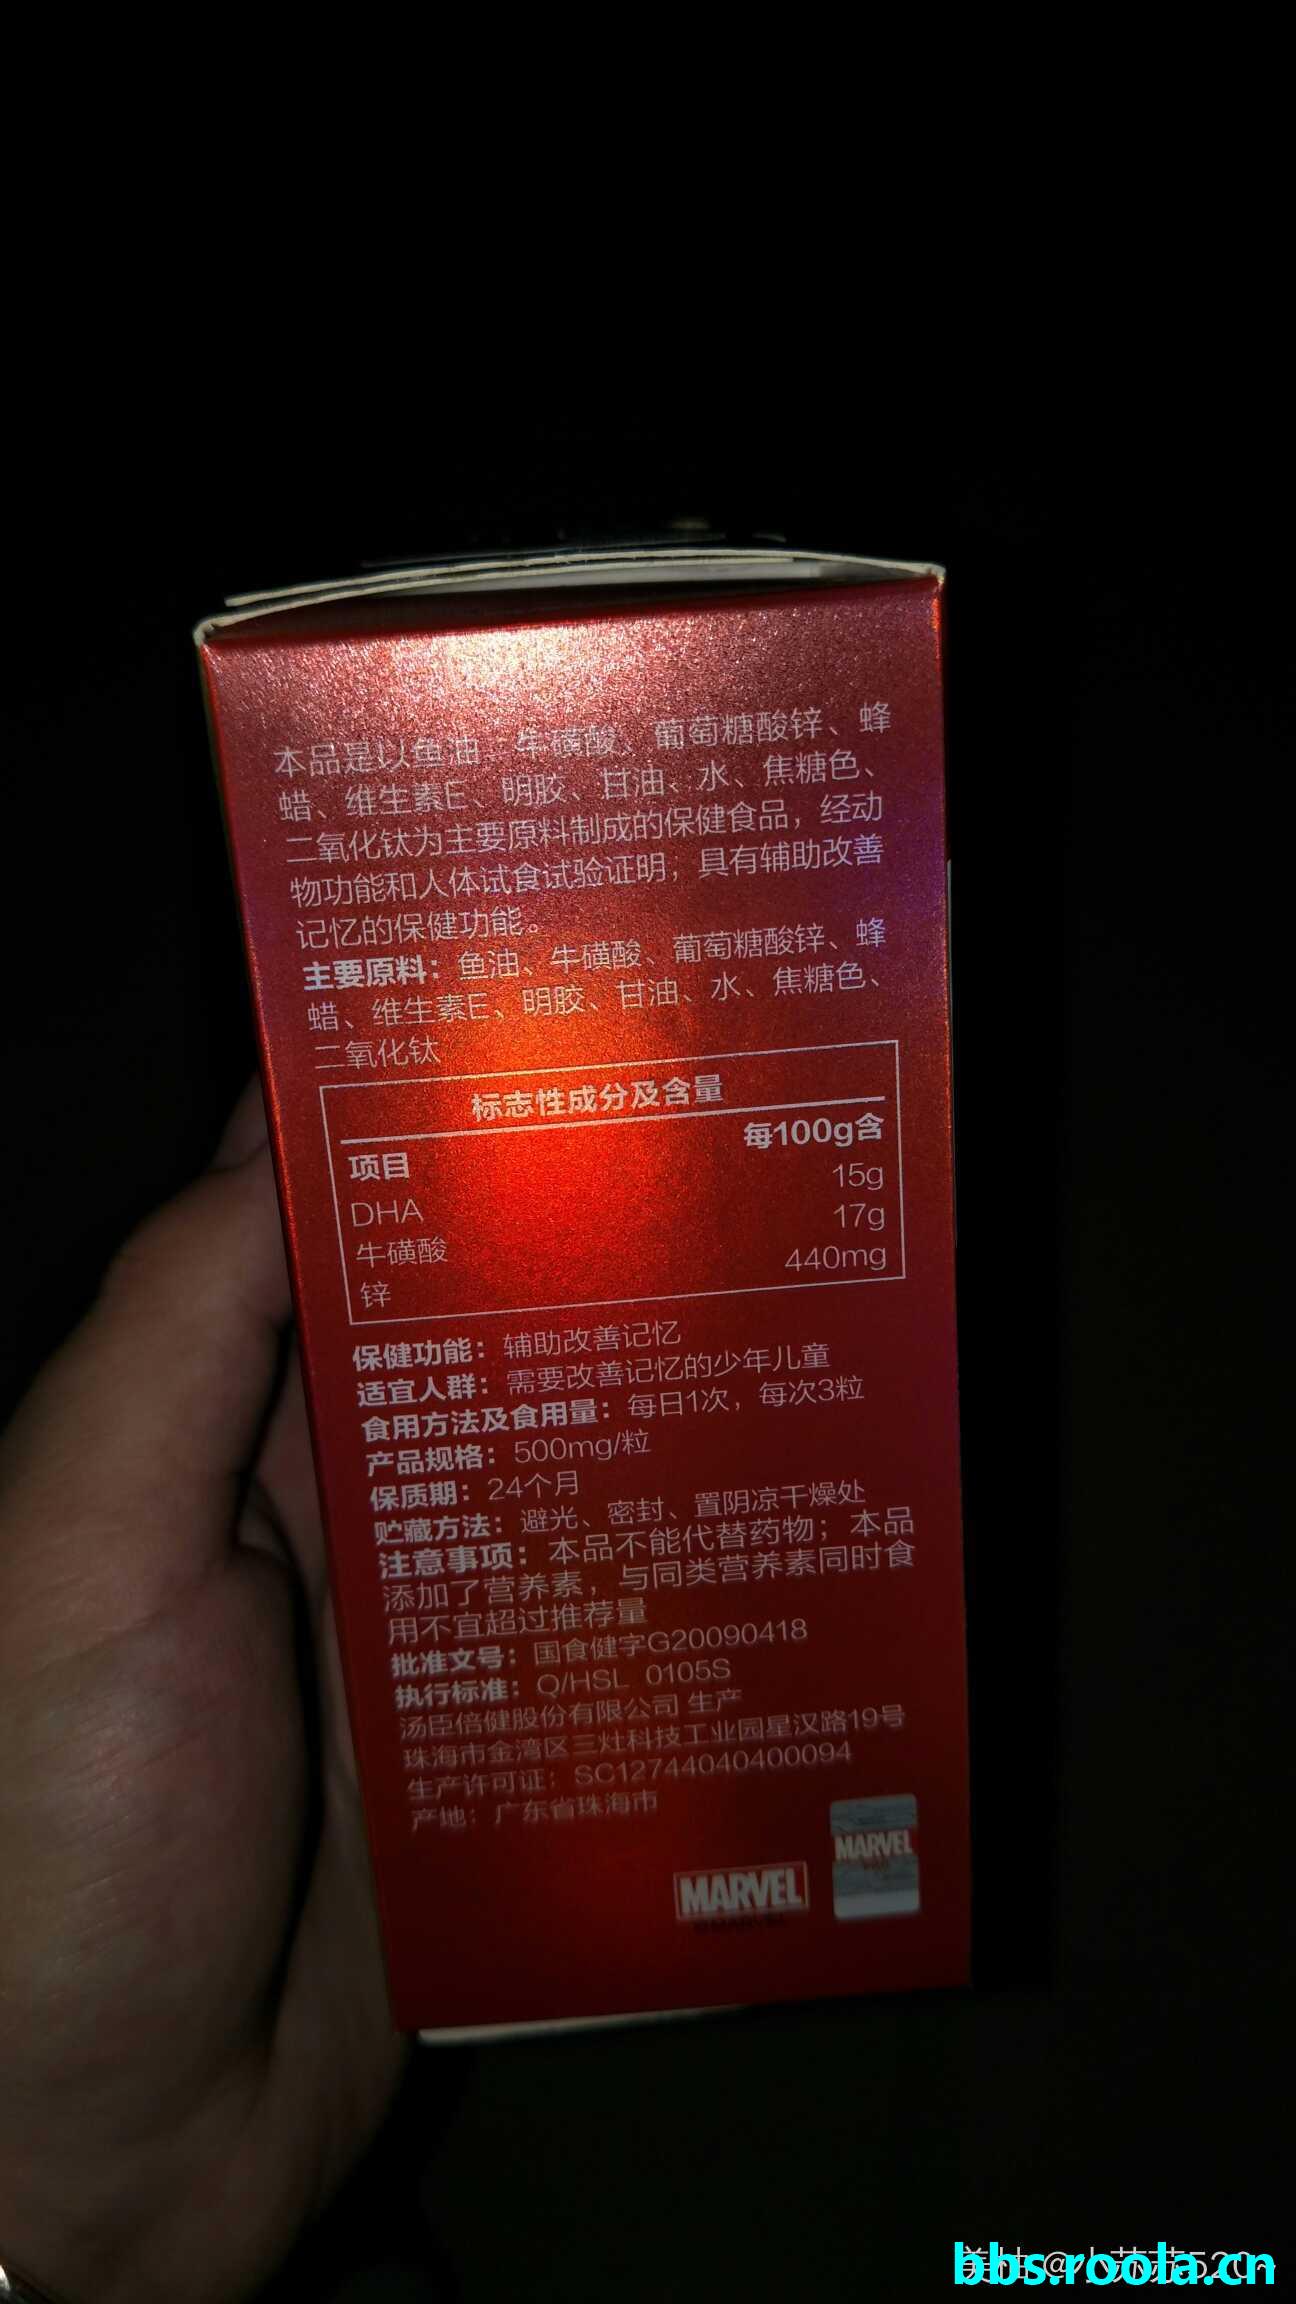 本品是以鱼油、牛磺酸、葡萄糖酸锌、蜂
蜡、维生素E、明胶、甘油、水、焦糖色、
二氧化钛为主要原料制成的保健食品，经动
物功能和人体试食试验证明，具有辅助改善
记忆的保健功能。
主要原料：鱼油、牛磺酸、葡萄糖酸锌、蜂
蜡、维生素E、明胶、甘油、水、焦糖色、
二氧化钛
标志性成分及含量
项目 每100g含
DHA 15g
牛磺酸 17g
锌 440mg
保健功能：辅助改善记忆
适宜人群：需要改善记忆的少年儿童
食用方法及食用量：每日1次，每次3粒
产品规格：500mg/粒
保质期：24个月
贮藏方法：避光、密封、置阴凉干燥处
注意事项：本品不能代替药物；本品
添加了营养素，与同类营养素同时食
用不宜超过推荐量
批准文号：国食健字G20090418
执行标准：Q/HSL 0105S
汤臣倍健股份有限公司 生产
珠海市金湾区三灶科技工业园星汉路19号
生产许可证：SC12744040400094
产地：广东省珠海市
MARVEL
©MARVEL
MARVEL
bbs.roola.cn